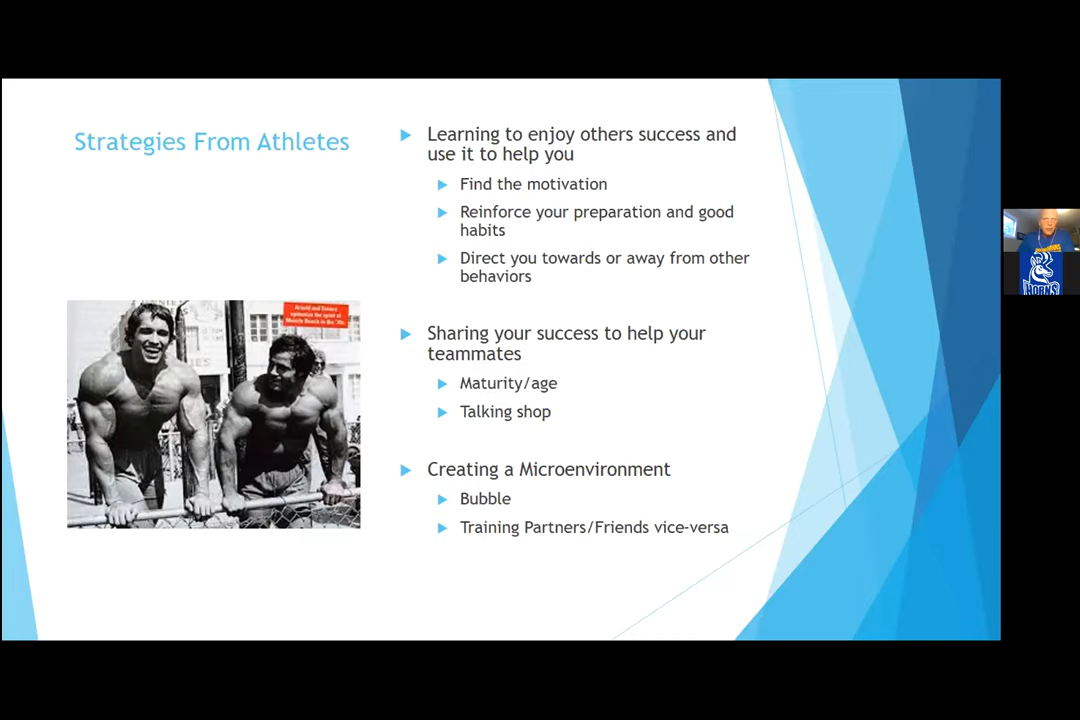 Strategies From Athletes
Learning to enjoy others success and
use it to help you
Find the motivation
Reinforce your preparation and good
habits
Direct you towards or away from other
behaviors
Sharing your success to help your
teammates
Maturity/age
Talking shop
Creating a Microenvironment
Bubble
Training Partners/Friends vice-versa
HORNS